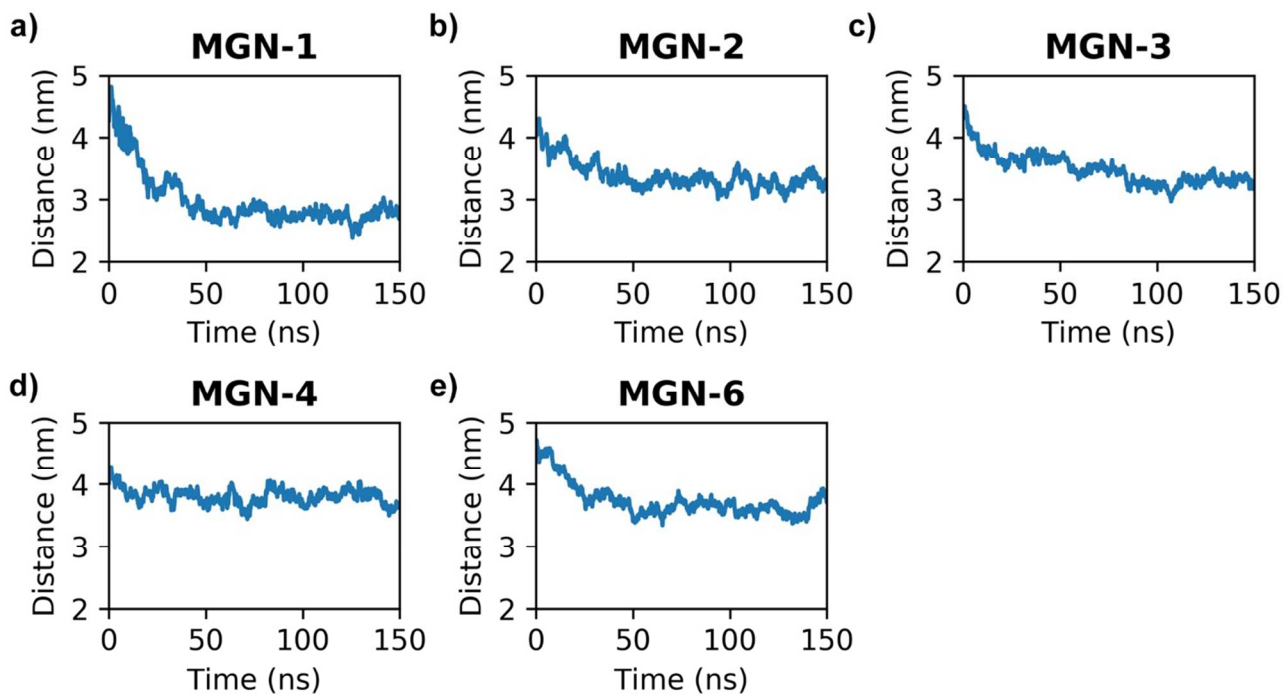 a)
MGN-1
Distance (nm)
5
4
3
2
0 50 100 150
Time (ns)
b)
MGN-2
Distance (nm)
5
4
3
2
0 50 100 150
Time (ns)
c)
MGN-3
Distance (nm)
5
4
3
2
0 50 100 150
Time (ns)
d)
MGN-4
Distance (nm)
5
4
3
2
0 50 100 150
Time (ns)
e)
MGN-6
Distance (nm)
5
4
3
2
0 50 100 150
Time (ns)